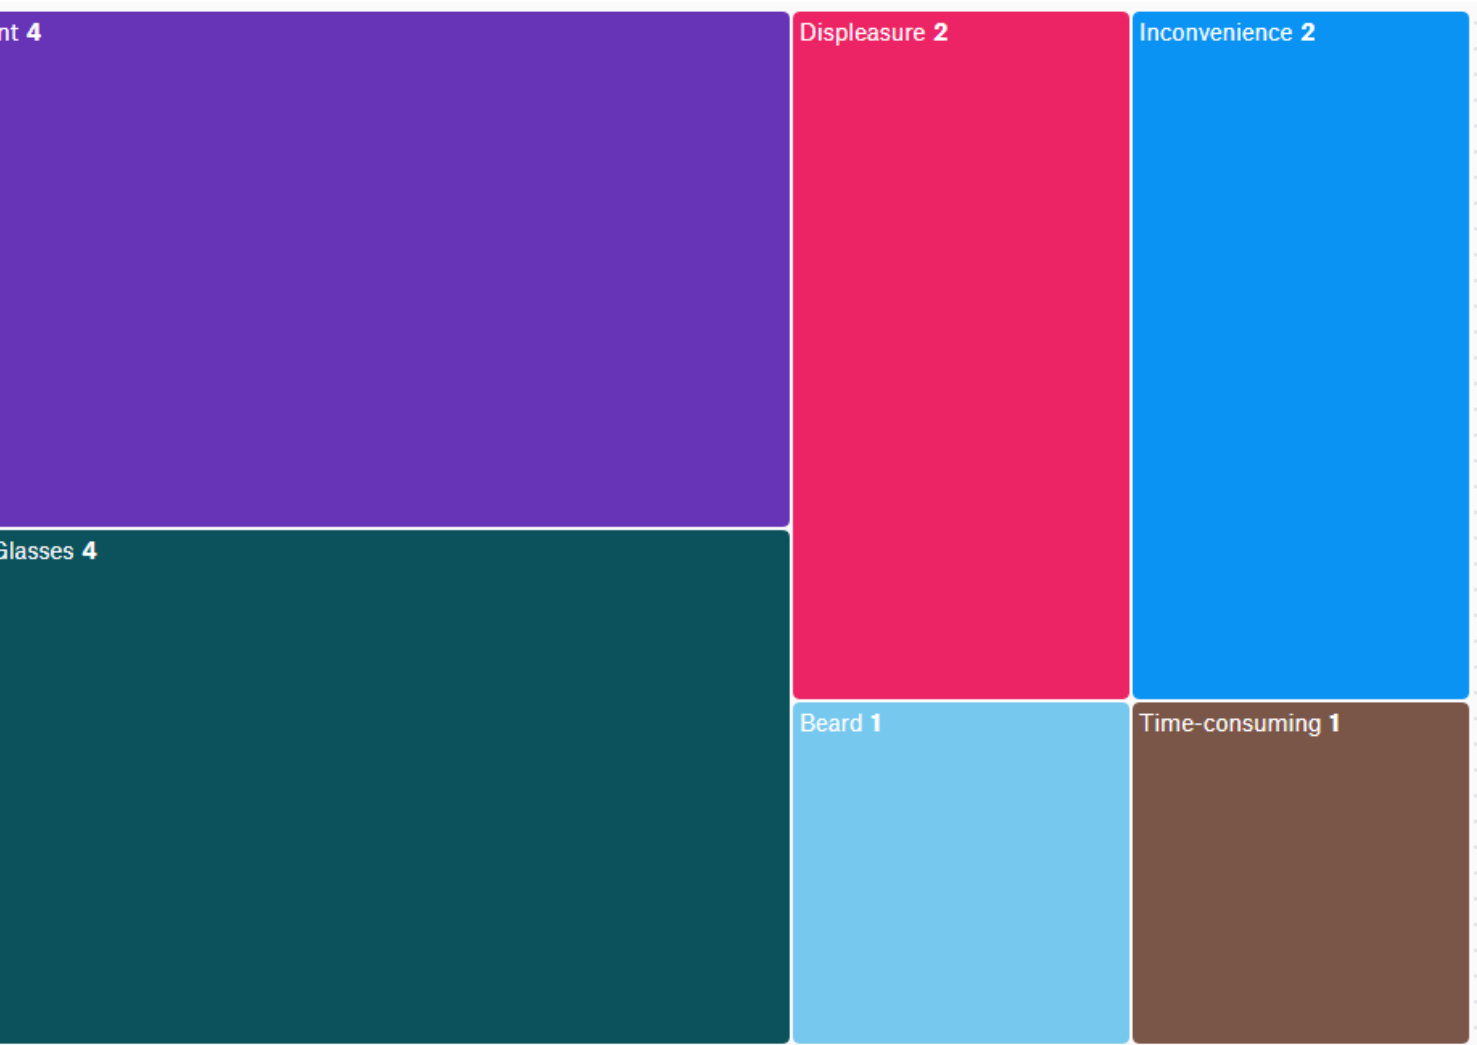 nt 4
Displeasure 2
Inconvenience 2
Glasses 4
Beard 1
Time-consuming 1